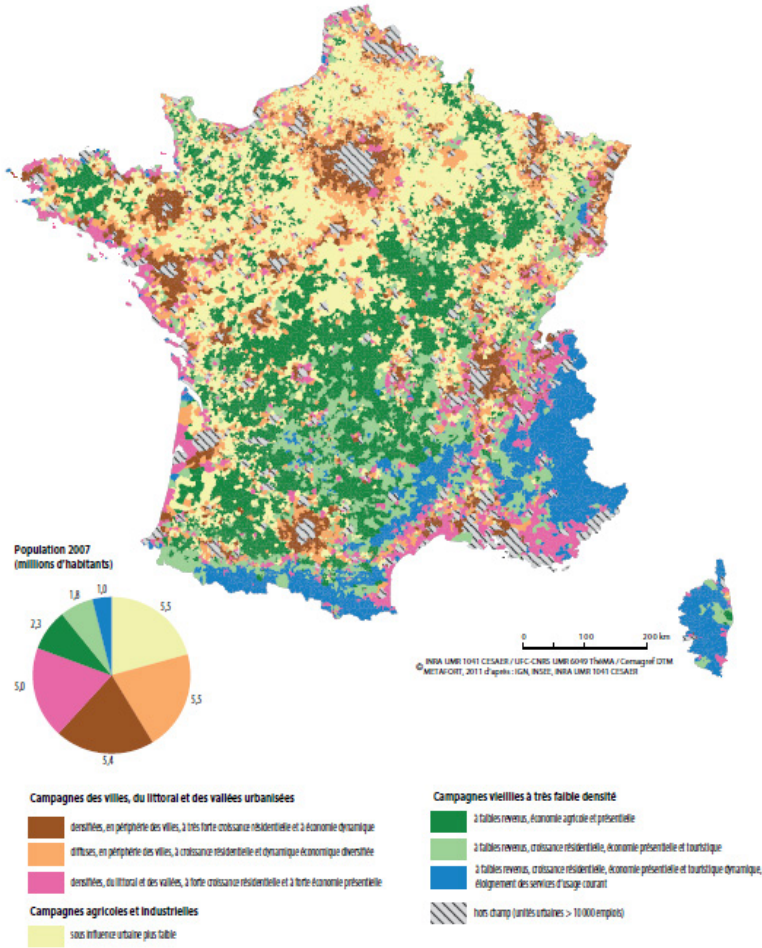 Population 2007
(millions d'habitants)
1,8
1,0
5,5
2,3
5,0
5,5
5,4
0 100 200 km
© INRA UMR 1041 CESAER / UFC-CNRS UMR 6049 ThéMA / Cemagref DTM
METAFORT, 2011 d'après : IGN, INSEE, INRA UMR 1041 CESAER
Campagnes des villes, du littoral et des vallées urbanisées
densifiées, en périphérie des villes, à très forte croissance résidentielle et à économie dynamique
diffuses, en périphérie des villes, à croissance résidentielle et dynamique économique diversifiée
densifiées, du littoral et des vallées, à forte croissance résidentielle et à forte économie présentielle
Campagnes agricoles et industrielles
sous influence urbaine plus faible
Campagnes vieillies à très faible densité
à faibles revenus, économie agricole et présentielle
à faibles revenus, croissance résidentielle, économie présentielle et touristique
à faibles revenus, croissance résidentielle, économie présentielle et touristique dynamique,
éloignement des services d'usage courant
hors champ (unités urbaines > 10 000 emplois)